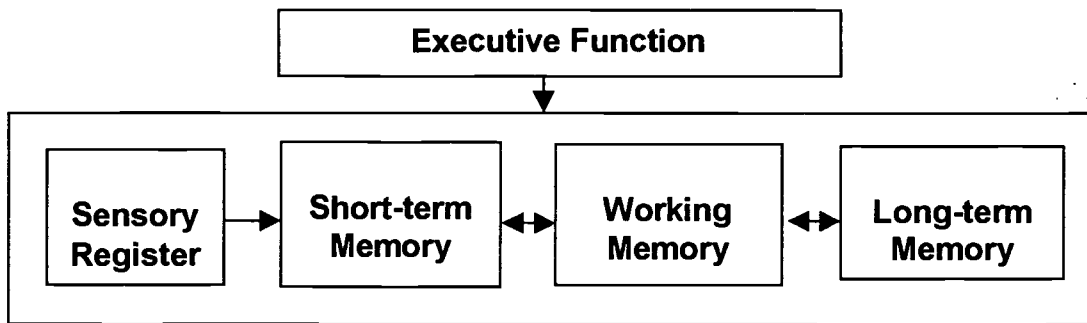 Executive Function
Sensory
Register
Short-term
Memory
Working
Memory
Long-term
Memory